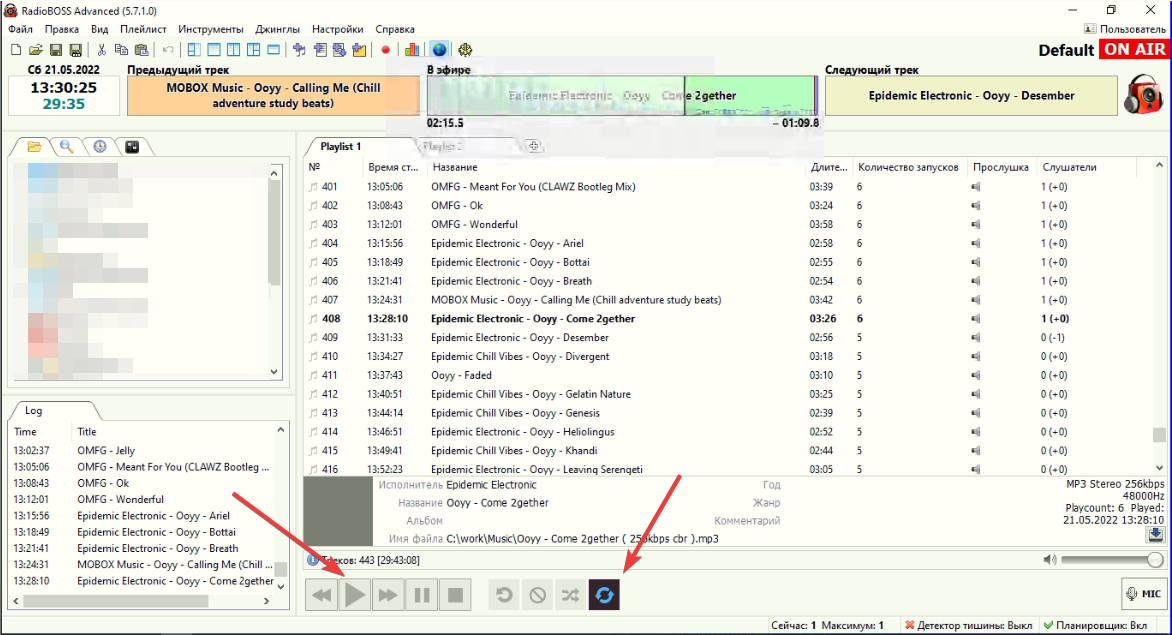 RadioBOSS Advanced (5.7.1.0)
Файл Правка Вид Плейлист Инструменты Джинглы Настройки Справка
Пользователь
Default ON AIR
Сб 21.05.2022
13:30:25
29:35
Предыдущий трек
MOBOX Music - Ooyy - Calling Me (Chill
adventure study beats)
В эфире
Epidemic Electronic - Ooyy - Come 2gether
02:15.5 – 01:09.8
Следующий трек
Epidemic Electronic - Ooyy - Desember
Playlist 1 Playlist 2
№ Время ст... Название Длите... Количество запусков Прослушка Слушатели
401 13:05:06 OMFG - Meant For You (CLAWZ Bootleg Mix) 03:39 6 1 (+0)
402 13:08:43 OMFG - Ok 03:24 6 1 (+0)
403 13:12:01 OMFG - Wonderful 03:58 6 1 (+0)
404 13:15:56 Epidemic Electronic - Ooyy - Ariel 02:58 6 1 (+0)
405 13:18:49 Epidemic Electronic - Ooyy - Bottai 02:55 6 1 (+0)
406 13:21:41 Epidemic Electronic - Ooyy - Breath 02:54 6 1 (+0)
407 13:24:31 MOBOX Music - Ooyy - Calling Me (Chill adventure study beats) 03:42 6 1 (+0)
408 13:28:10 Epidemic Electronic - Ooyy - Come 2gether 03:26 6 1 (+0)
409 13:31:33 Epidemic Electronic - Ooyy - Desember 02:56 5 0 (-1)
410 13:34:27 Epidemic Chill Vibes - Ooyy - Divergent 03:18 5 0 (+0)
411 13:37:43 Ooyy - Faded 03:10 5 0 (+0)
412 13:40:51 Epidemic Chill Vibes - Ooyy - Gelatin Nature 03:25 5 0 (+0)
413 13:44:14 Epidemic Chill Vibes - Ooyy - Genesis 02:39 5 0 (+0)
414 13:46:51 Epidemic Chill Vibes - Ooyy - Heliolingus 02:52 5 0 (+0)
415 13:49:41 Epidemic Chill Vibes - Ooyy - Khandi 02:44 5 0 (+0)
416 13:52:23 Epidemic Electronic - Ooyy - Leaving Serengeti 03:05 5 0 (+0)
Log
Time Title
13:02:37 OMFG - Jelly
13:05:06 OMFG - Meant For You (CLAWZ Bootleg ...
13:08:43 OMFG - Ok
13:12:01 OMFG - Wonderful
13:15:56 Epidemic Electronic - Ooyy - Ariel
13:18:49 Epidemic Electronic - Ooyy - Bottai
13:21:41 Epidemic Electronic - Ooyy - Breath
13:24:31 MOBOX Music - Ooyy - Calling Me (Chill ...
13:28:10 Epidemic Electronic - Ooyy - Come 2gether
Исполнитель Epidemic Electronic Год
Название Ooyy - Come 2gether Жанр
Альбом Комментарий
Имя файла C:\work\Music\Ooyy - Come 2gether ( 256kbps cbr ).mp3
MP3 Stereo 256kbps
48000Hz
Playcount: 6 Played:
21.05.2022 13:28:10
Треков: 443 [29:43:08]
MIC
Сейчас: 1 Максимум: 1 Детектор тишины: Выкл Планировщик: Вкл